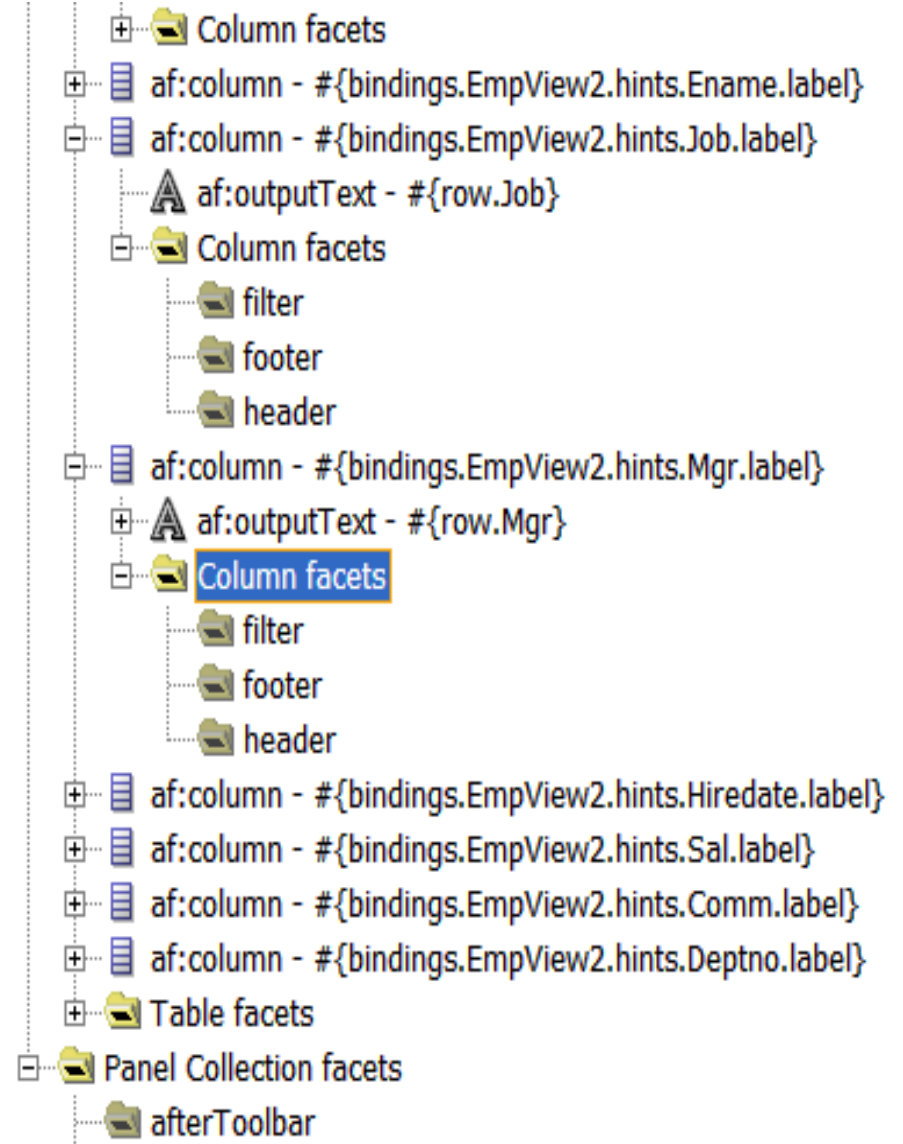 Column facets
af:column - #{bindings.EmpView2.hints.Ename.label}
af:column - #{bindings.EmpView2.hints.Job.label}
af:outputText - #{row.Job}
Column facets
filter
footer
header
af:column - #{bindings.EmpView2.hints.Mgr.label}
af:outputText - #{row.Mgr}
Column facets
filter
footer
header
af:column - #{bindings.EmpView2.hints.Hiredate.label}
af:column - #{bindings.EmpView2.hints.Sal.label}
af:column - #{bindings.EmpView2.hints.Comm.label}
af:column - #{bindings.EmpView2.hints.Deptno.label}
Table facets
Panel Collection facets
afterToolbar